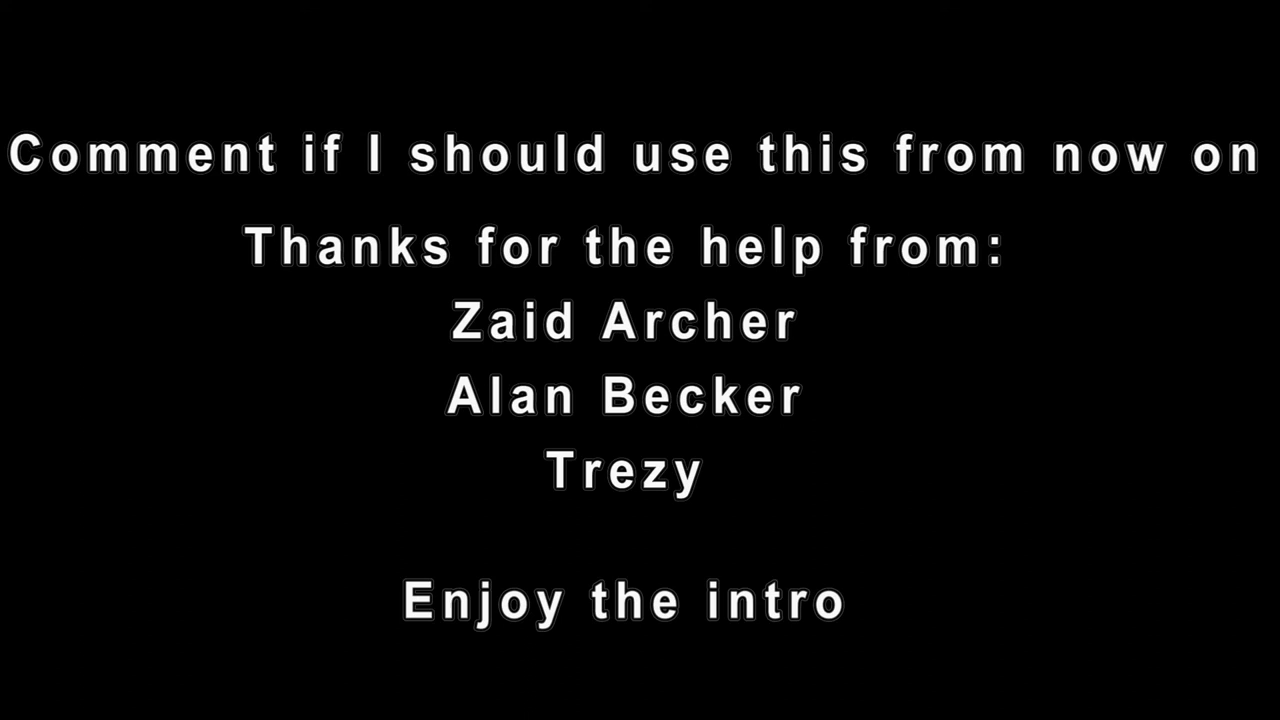 Comment if I should use this from now on
Thanks for the help from:
Zaid Archer
Alan Becker
Trezy
Enjoy the intro